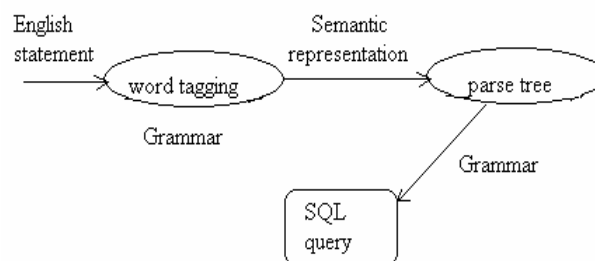 English
statement
Semantic
representation
word tagging
parse tree
Grammar
Grammar
SQL
query